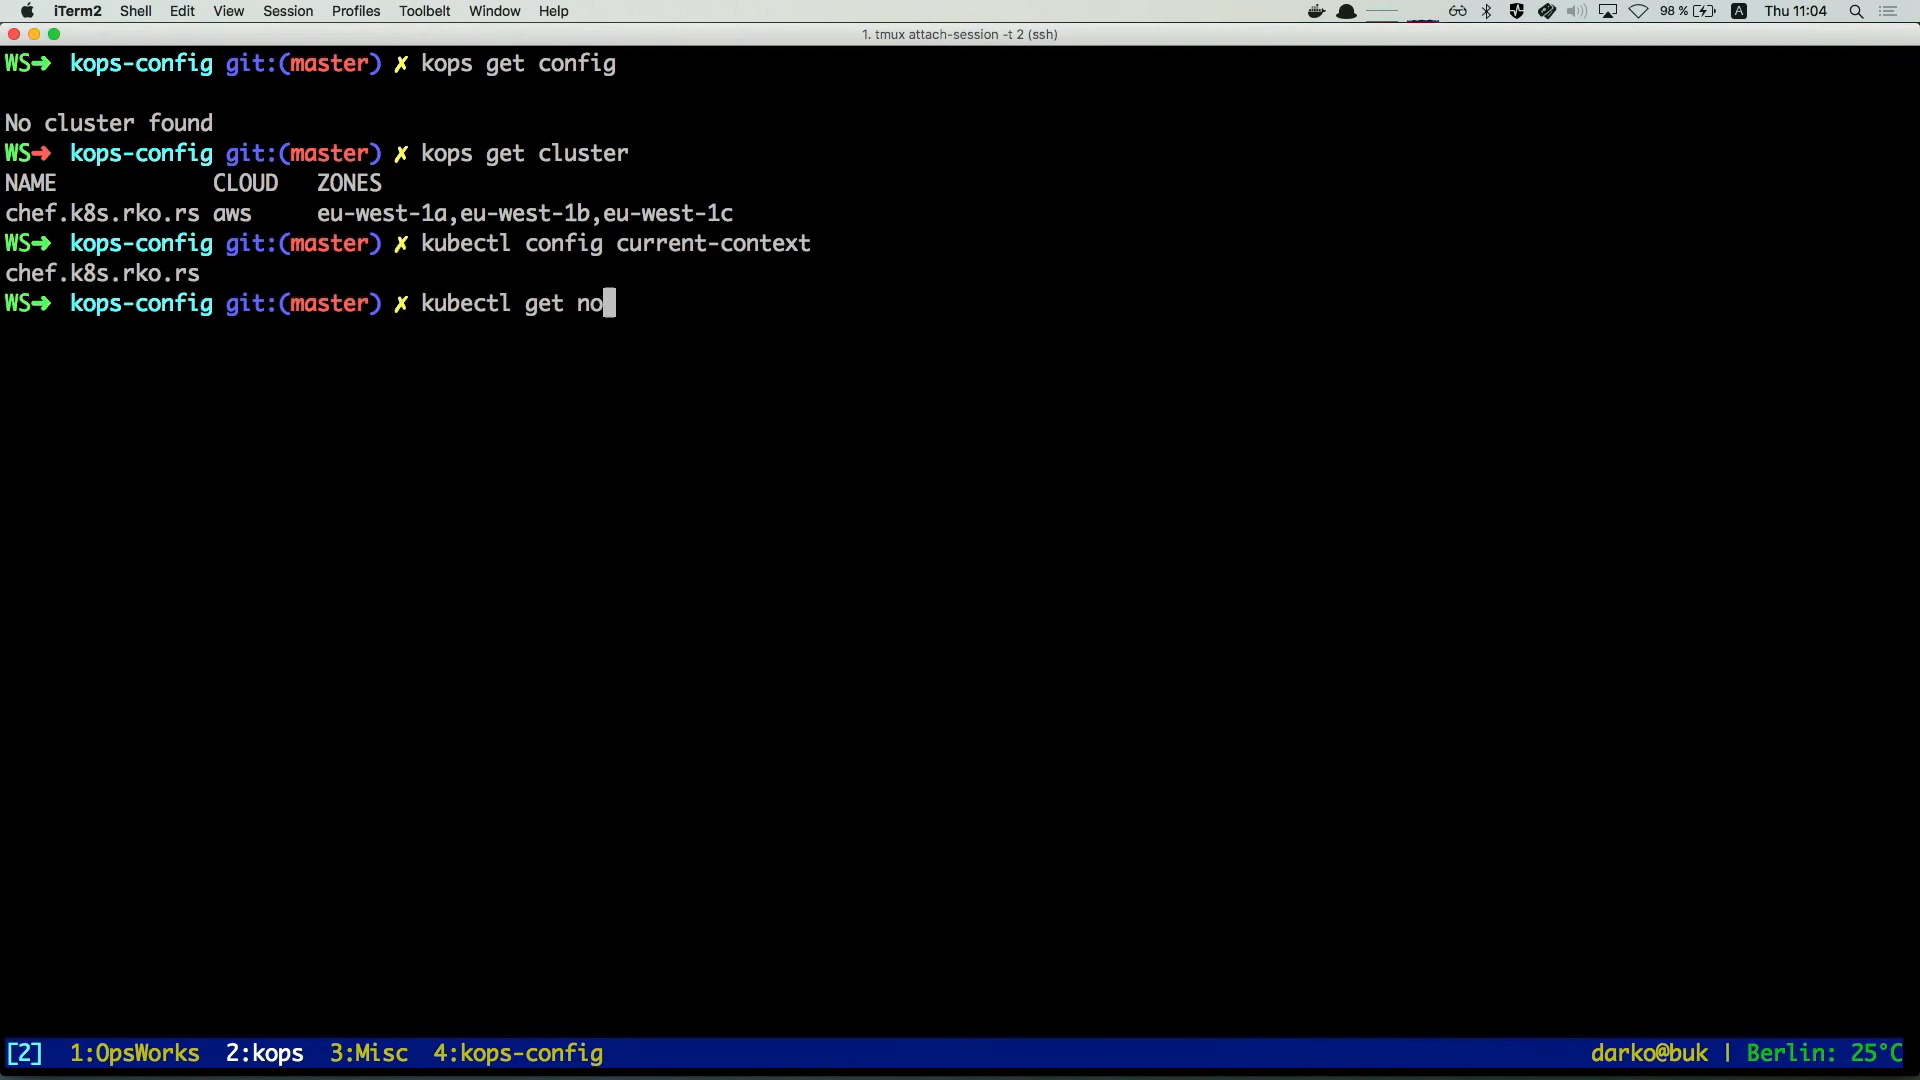 iTerm2 Shell Edit View Session Profiles Toolbelt Window Help 98 % A Thu 11:04
1. tmux attach-session -t 2 (ssh)
WS➜ kops-config git:(master) ✗ kops get config
No cluster found
WS➜ kops-config git:(master) ✗ kops get cluster
NAME CLOUD ZONES
chef.k8s.rko.rs aws eu-west-1a,eu-west-1b,eu-west-1c
WS➜ kops-config git:(master) ✗ kubectl config current-context
chef.k8s.rko.rs
WS➜ kops-config git:(master) ✗ kubectl get no
[2] 1:OpsWorks 2:kops 3:Misc 4:kops-config darko@buk | Berlin: 25°C